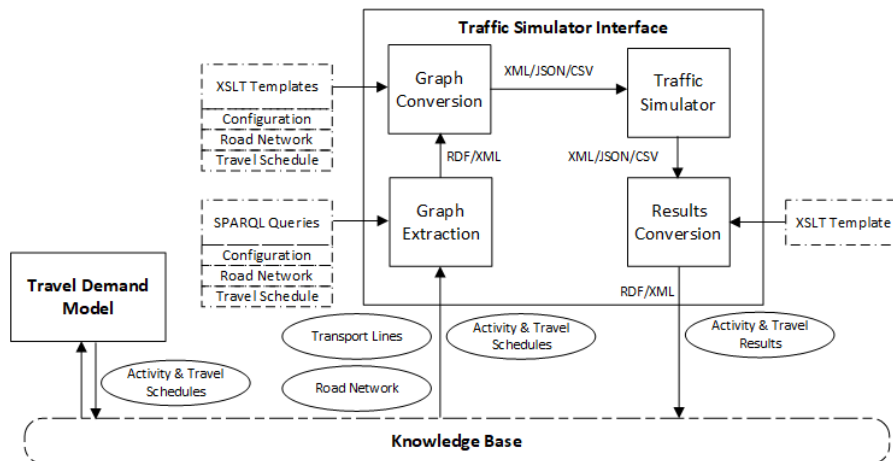 Traffic Simulator Interface
XSLT Templates
Configuration
Road Network
Travel Schedule
Graph
Conversion
XML/JSON/CSV
Traffic
Simulator
RDF/XML
XML/JSON/CSV
SPARQL Queries
Configuration
Road Network
Travel Schedule
Graph
Extraction
Results
Conversion
XSLT Template
Travel Demand
Model
RDF/XML
Transport Lines
Activity & Travel
Schedules
Activity & Travel
Results
Activity & Travel
Schedules
Road Network
Knowledge Base